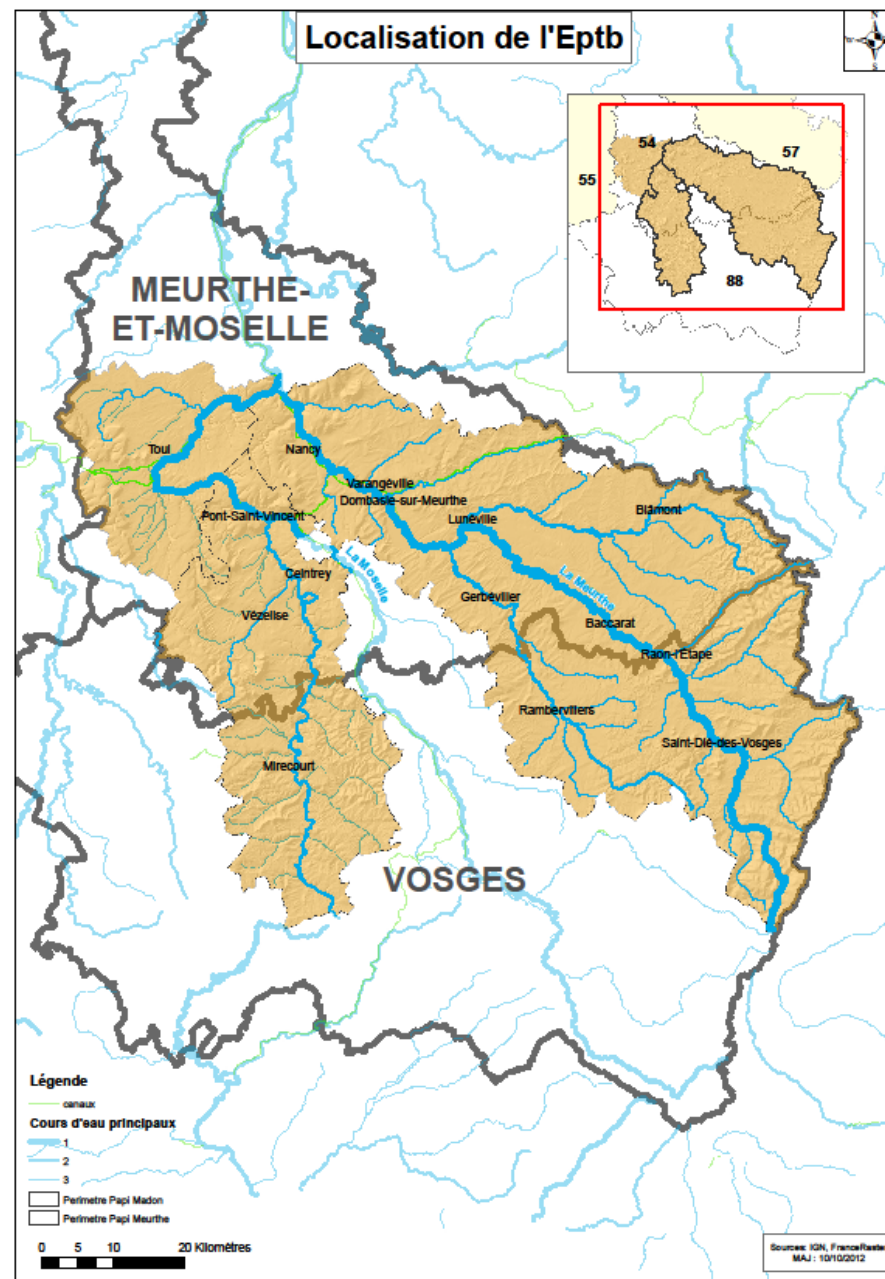 Localisation de l'Eptb
N
S
54
57
55
88
MEURTHE-
ET-MOSELLE
Toul
Nancy
Varangéville
Dombasle-sur-Meurthe
Pont-Saint-Vincent
Lunéville
Blâmont
La Moselle
Ceintrey
La Meurthe
Gerbéviller
Vézelise
Baccarat
Raon-l'Etape
Rambervillers
Saint-Dié-des-Vosges
Mirecourt
VOSGES
Légende
canaux
Cours d'eau principaux
1
2
3
Perimetre Papi Madon
Perimetre Papi Meurthe
0 5 10 20 Kilomètres
Sources: IGN, FranceRaster
MAJ : 10/10/2012